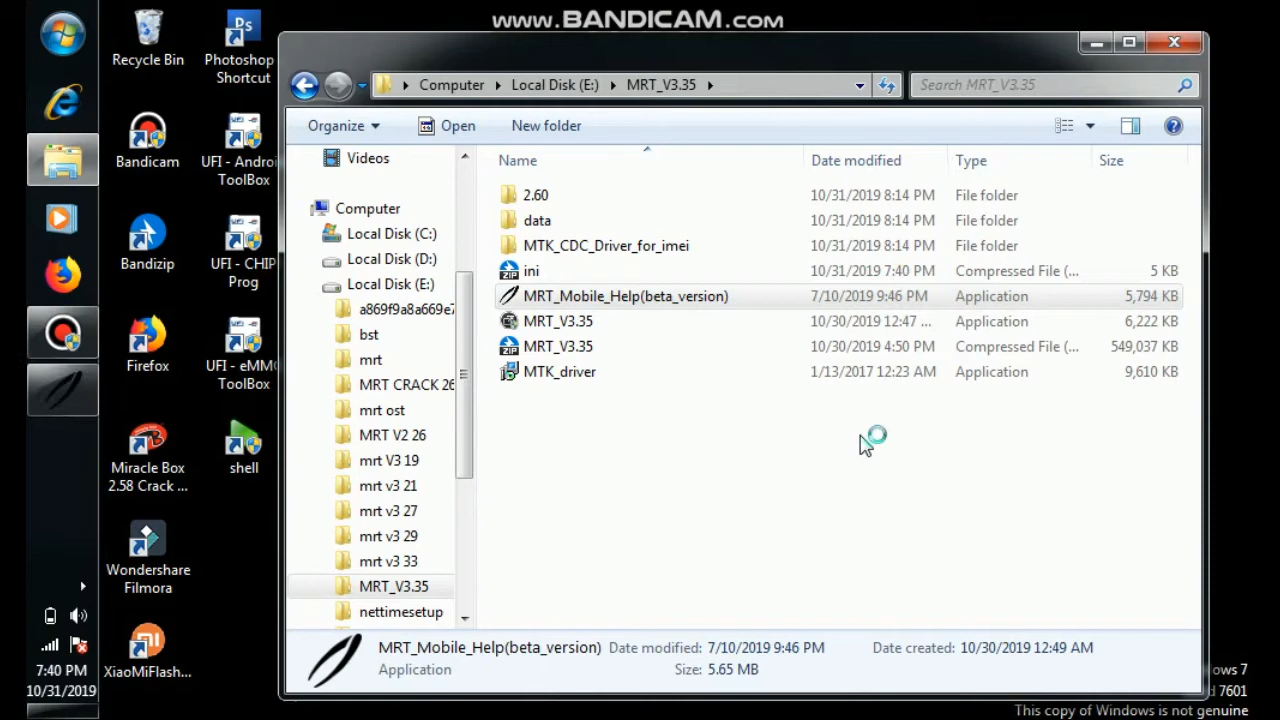 www.BANDICAM.com
Recycle Bin
Photoshop
Shortcut
Bandicam
UFI - Androi
ToolBox
Bandizip
UFI - CHIP
Prog
Firefox
UFI - eMMC
ToolBox
Miracle Box
2.58 Crack ...
shell
Wondershare
Filmora
XiaoMiFlash...
7:40 PM
10/31/2019
Computer
Local Disk (E:)
MRT_V3.35
Search MRT_V3.35
Organize
Open
New folder
Videos
Computer
Local Disk (C:)
Local Disk (D:)
Local Disk (E:)
a869f9a8a669e7
bst
mrt
MRT CRACK 26
mrt ost
MRT V2 26
mrt V3 19
mrt v3 21
mrt v3 27
mrt v3 29
mrt v3 33
MRT_V3.35
nettimesetup
Name Date modified Type Size
2.60 10/31/2019 8:14 PM File folder
data 10/31/2019 8:14 PM File folder
MTK_CDC_Driver_for_imei 10/31/2019 8:14 PM File folder
ini 10/31/2019 7:40 PM Compressed File (... 5 KB
MRT_Mobile_Help(beta_version) 7/10/2019 9:46 PM Application 5,794 KB
MRT_V3.35 10/30/2019 12:47 ... Application 6,222 KB
MRT_V3.35 10/30/2019 4:50 PM Compressed File (... 549,037 KB
MTK_driver 1/13/2017 12:23 AM Application 9,610 KB
MRT_Mobile_Help(beta_version) Date modified: 7/10/2019 9:46 PM Date created: 10/30/2019 12:49 AM
Application Size: 5.65 MB
ows 7
7601
This copy of Windows is not genuine